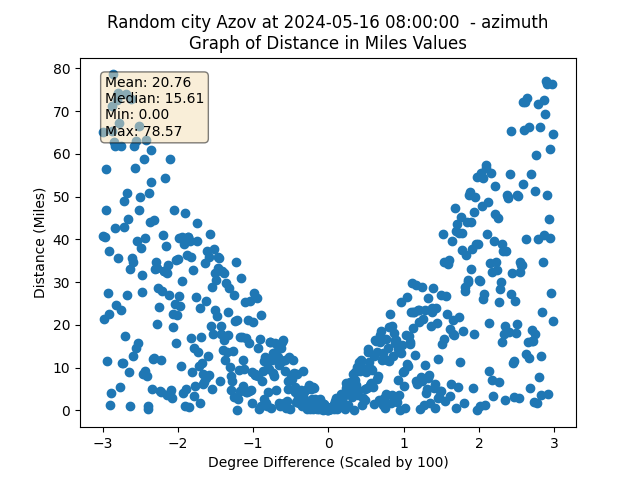 Random city Azov at 2024-05-16 08:00:00 - azimuth
Graph of Distance in Miles Values
Mean: 20.76
Median: 15.61
Min: 0.00
Max: 78.57
80
70
60
50
40
30
20
10
0
Distance (Miles)
−3
−2
−1
0
1
2
3
Degree Difference (Scaled by 100)